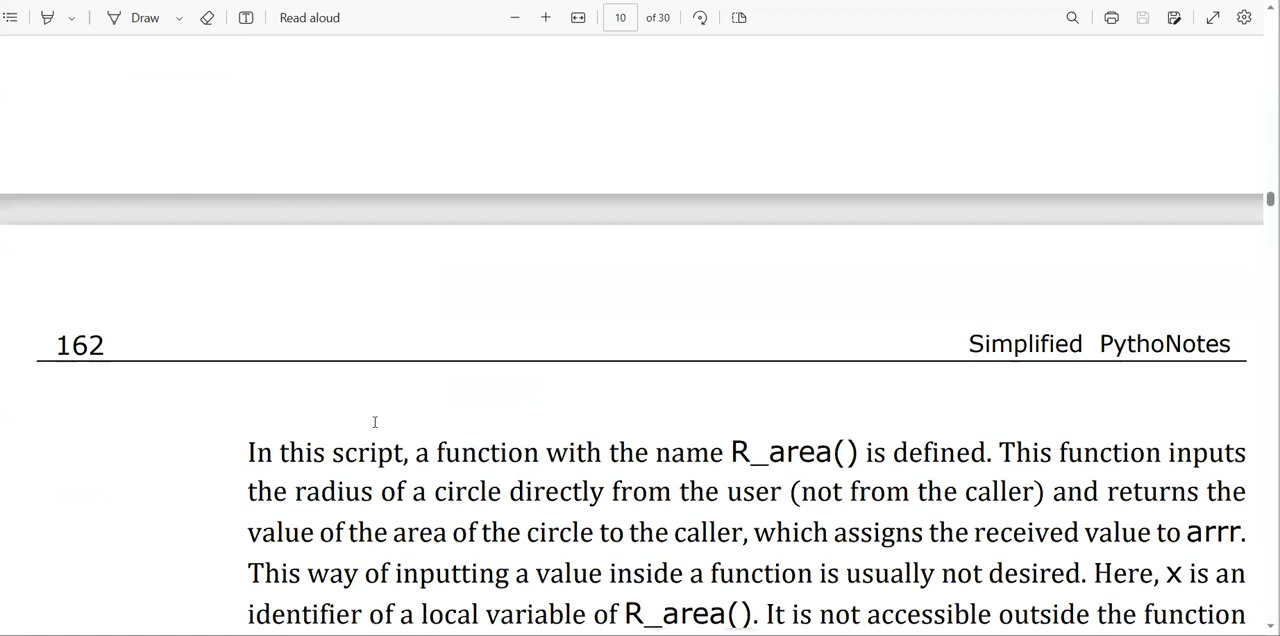 Draw
Read aloud
10
of 30
162
Simplified PythoNotes
In this script, a function with the name R_area() is defined. This function inputs
the radius of a circle directly from the user (not from the caller) and returns the
value of the area of the circle to the caller, which assigns the received value to arrr.
This way of inputting a value inside a function is usually not desired. Here, x is an
identifier of a local variable of R_area(). It is not accessible outside the function